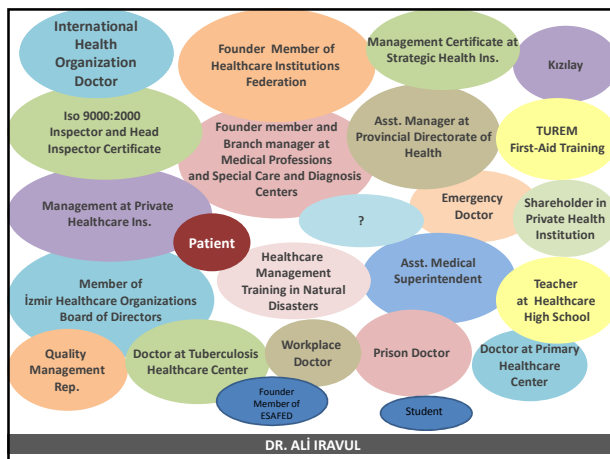 International
Health
Organization
Doctor
Founder Member of
Healthcare Institutions
Federation
Management Certificate at
Strategic Health Ins.
Kızılay
Iso 9000:2000
Inspector and Head
Inspector Certificate
Founder member and
Branch manager at
Medical Professions
and Special Care and Diagnosis
Centers
Asst. Manager at
Provincial Directorate of
Health
TUREM
First-Aid Training
Management at Private
Healthcare Ins.
Patient
?
Emergency
Doctor
Shareholder in
Private Health
Institution
Member of
İzmir Healthcare Organizations
Board of Directors
Healthcare
Management
Training in Natural
Disasters
Asst. Medical
Superintendent
Teacher
at Healthcare
High School
Quality
Management
Rep.
Doctor at Tuberculosis
Healthcare Center
Workplace
Doctor
Prison Doctor
Doctor at Primary
Healthcare
Center
Founder
Member of
ESAFED
Student
DR. ALİ IRAVUL